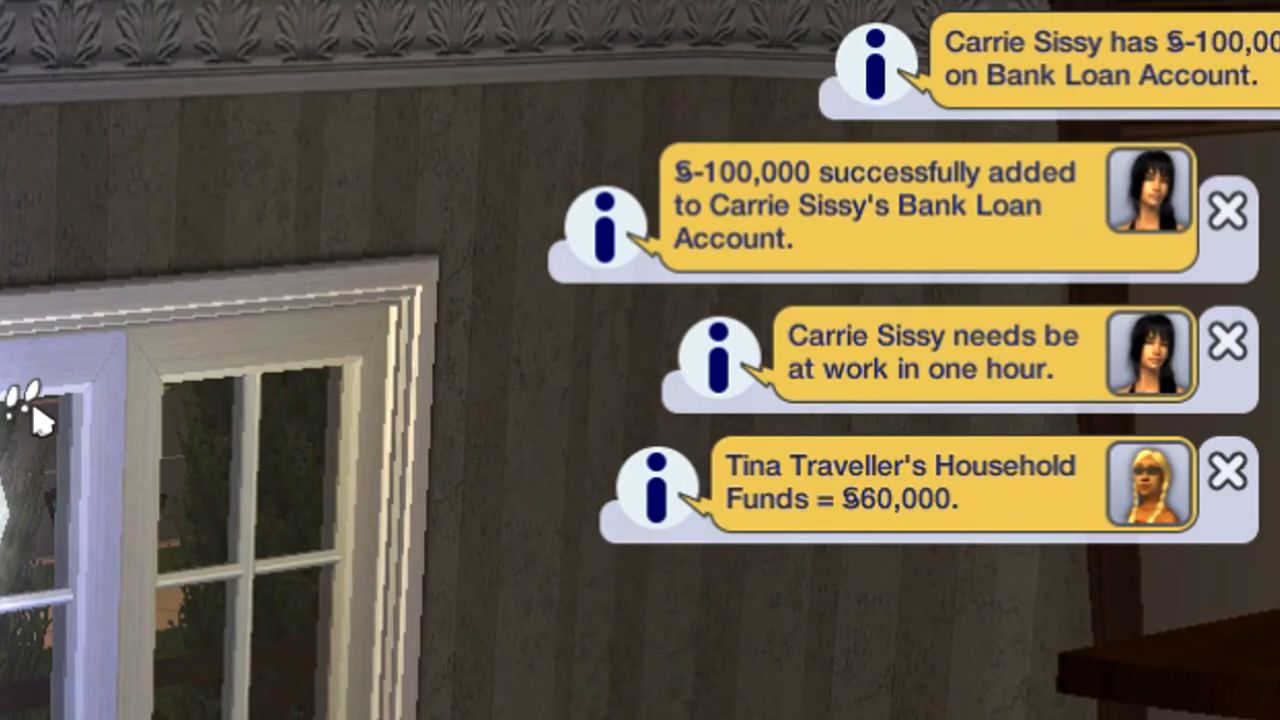 Carrie Sissy has §-100,00
on Bank Loan Account.
§-100,000 successfully added
to Carrie Sissy's Bank Loan
Account.
Carrie Sissy needs be
at work in one hour.
Tina Traveller's Household
Funds = §60,000.